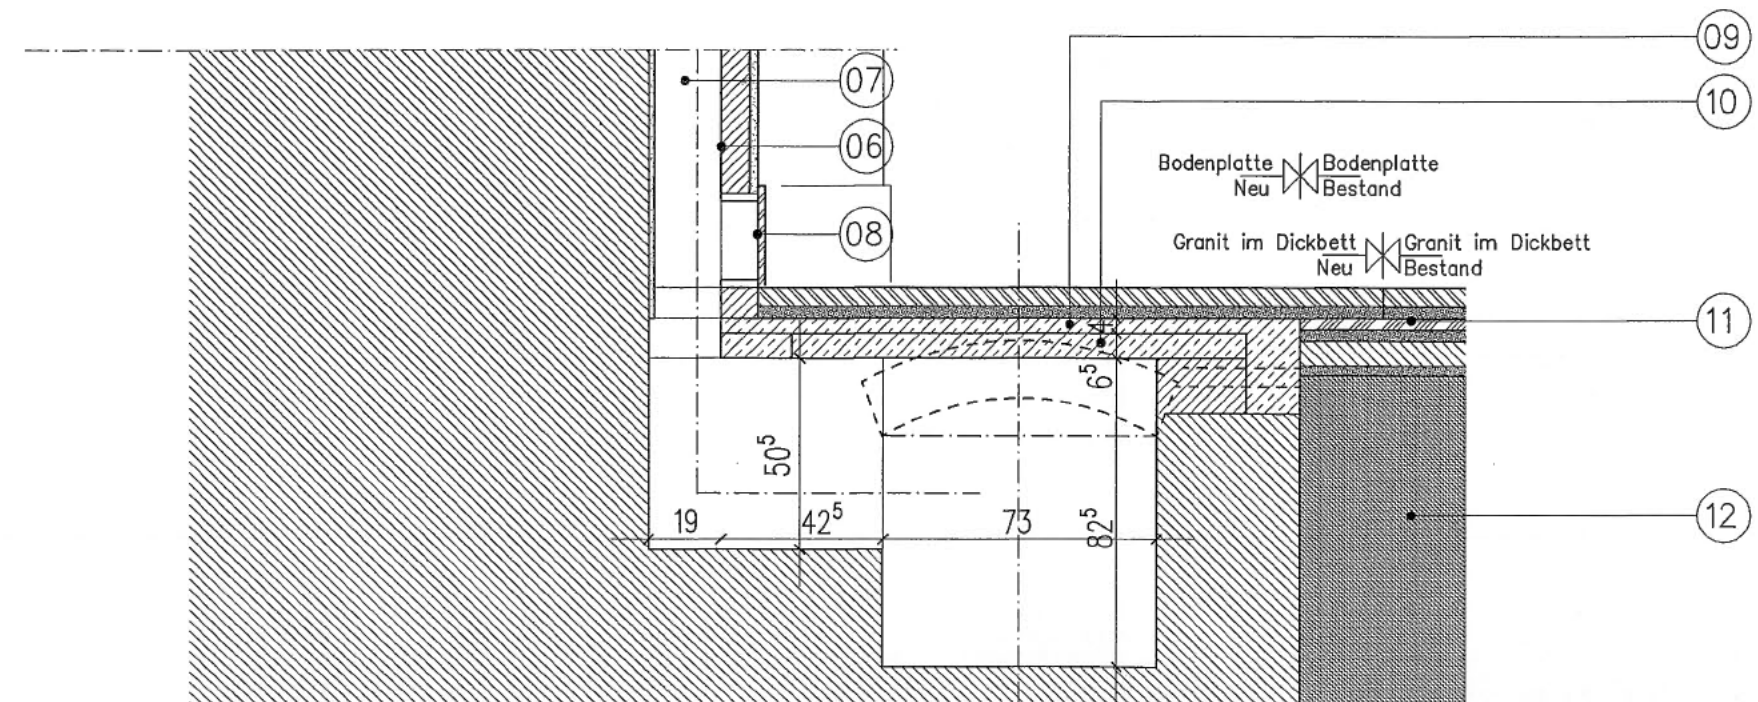 09
07
10
06
Bodenplatte Bodenplatte
Neu Bestand
08
Granit im Dickbett Granit im Dickbett
Neu Bestand
11
4
6⁵
50⁵
19 42⁵ 73 82⁵
12